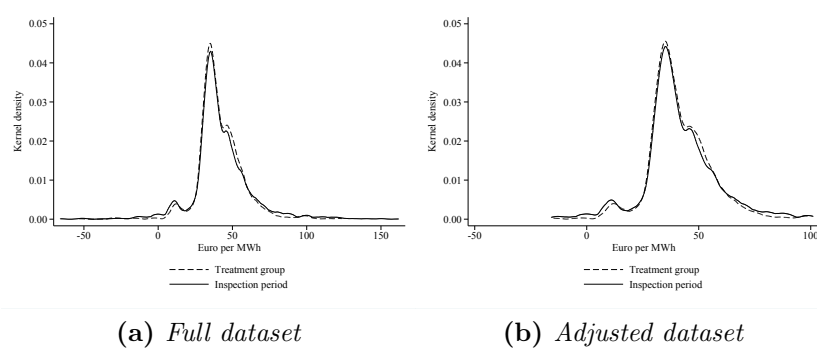 0.05
0.04
0.03
0.02
0.01
0.00
Kernel density
-50
0
50
100
150
Euro per MWh
Treatment group
Inspection period
(a) Full dataset
0.05
0.04
0.03
0.02
0.01
0.00
Kernel density
-50
0
50
100
Euro per MWh
Treatment group
Inspection period
(b) Adjusted dataset